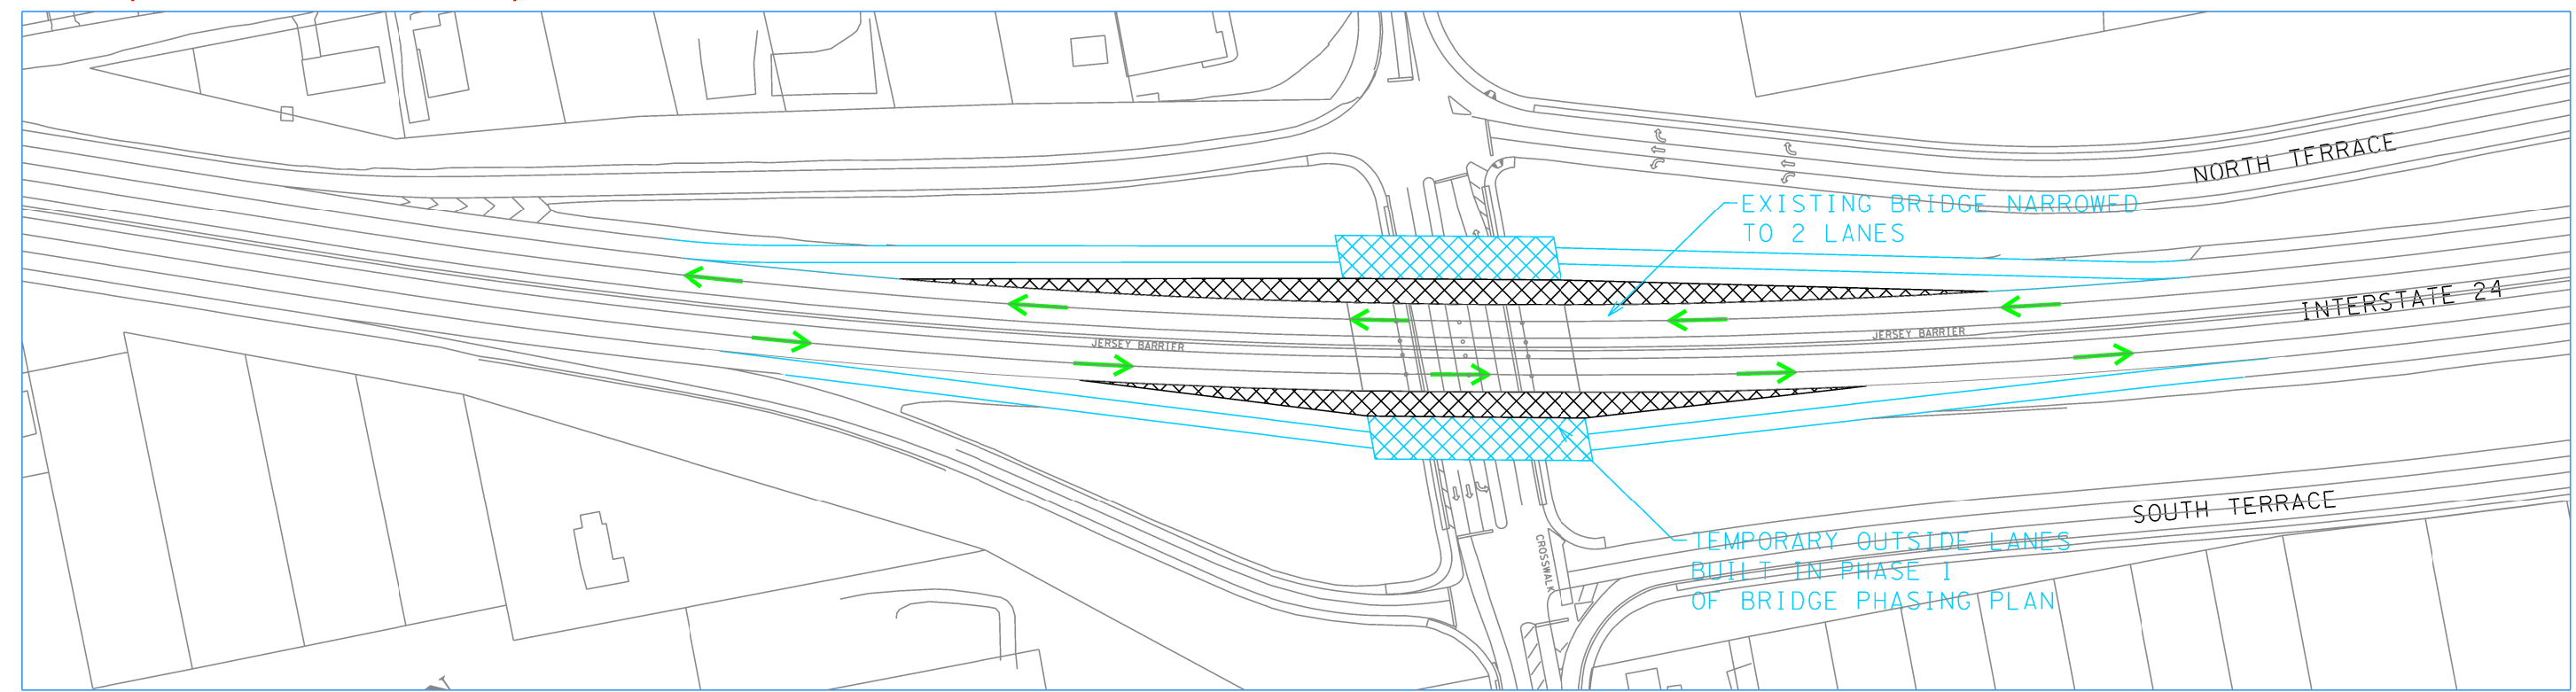 NORTH TERRACE
EXISTING BRIDGE NARROWED
TO 2 LANES
INTERSTATE 24
JERSEY BARRIER
JERSEY BARRIER
SOUTH TERRACE
CROSSWALK
TEMPORARY OUTSIDE LANES
BUILT IN PHASE 1
OF BRIDGE PHASING PLAN